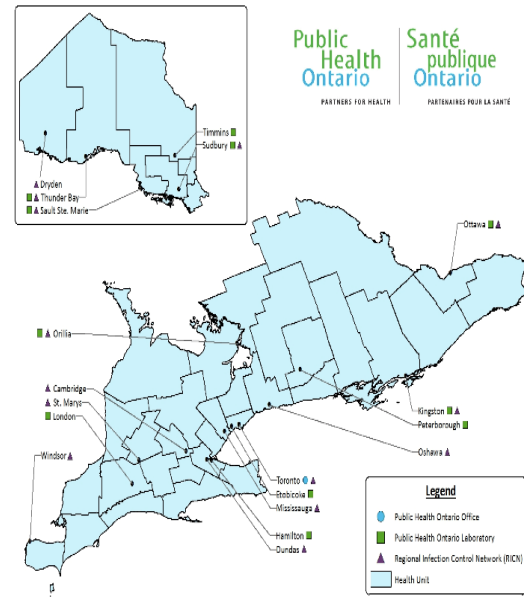 Public
Health
Ontario
PARTNERS FOR HEALTH
Santé
publique
Ontario
PARTENAIRES POUR LA SANTÉ
Timmins
Sudbury
Dryden
Thunder Bay
Sault Ste. Marie
Ottawa
Orillia
Cambridge
St. Marys
London
Windsor
Kingston
Peterborough
Oshawa
Toronto
Etobicoke
Mississauga
Hamilton
Dundas
Legend
Public Health Ontario Office
Public Health Ontario Laboratory
Regional Infection Control Network (RICN)
Health Unit